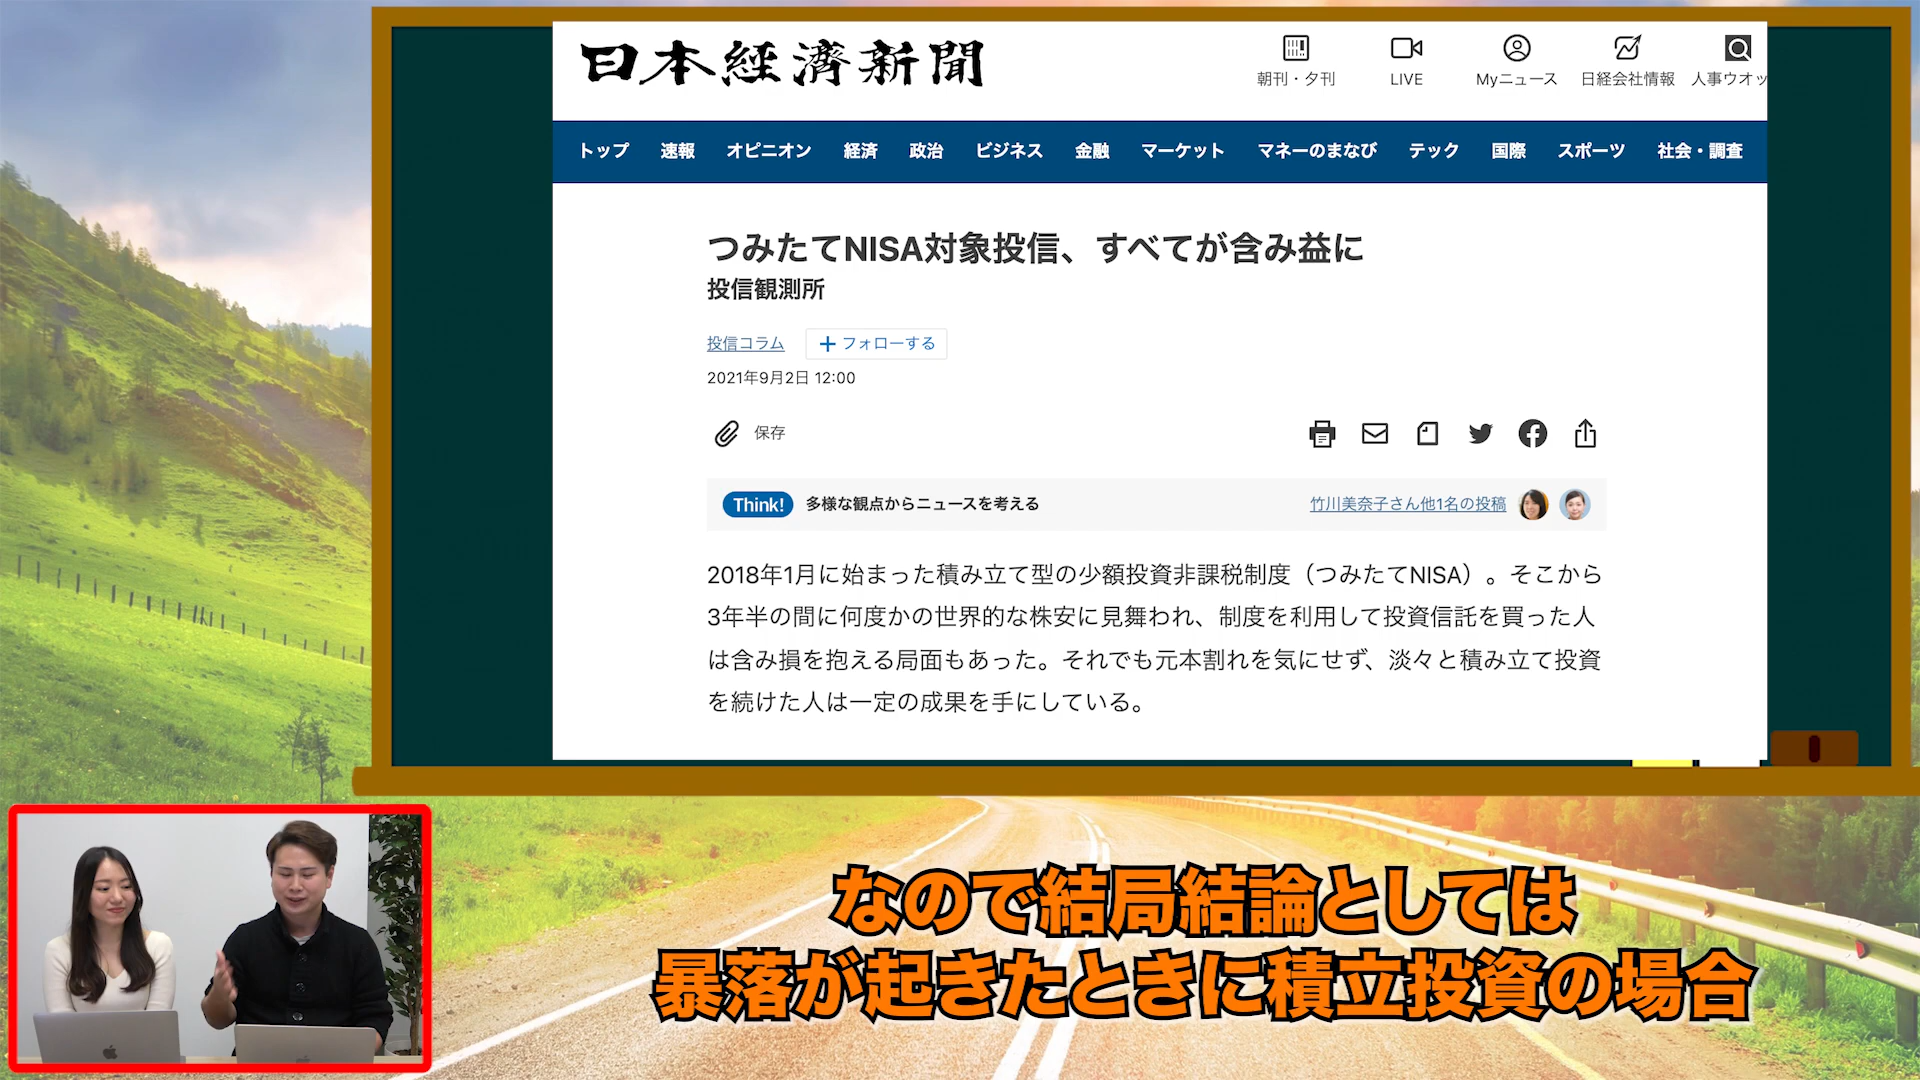 日本経済新聞
朝刊・夕刊
LIVE
Myニュース
日経会社情報
人事ウオッ
トップ 速報 オピニオン 経済 政治 ビジネス 金融 マーケット マネーのまなび テック 国際 スポーツ 社会・調査
つみたてNISA対象投信、すべてが含み益に
投信観測所
投信コラム
+ フォローする
2021年9月2日 12:00
保存
Think! 多様な観点からニュースを考える
竹川美奈子さん他1名の投稿
2018年1月に始まった積み立て型の少額投資非課税制度（つみたてNISA）。そこから
3年半の間に何度かの世界的な株安に見舞われ、制度を利用して投資信託を買った人
は含み損を抱える局面もあった。それでも元本割れを気にせず、淡々と積み立て投資
を続けた人は一定の成果を手にしている。
なので結局結論としては
暴落が起きたときに積立投資の場合